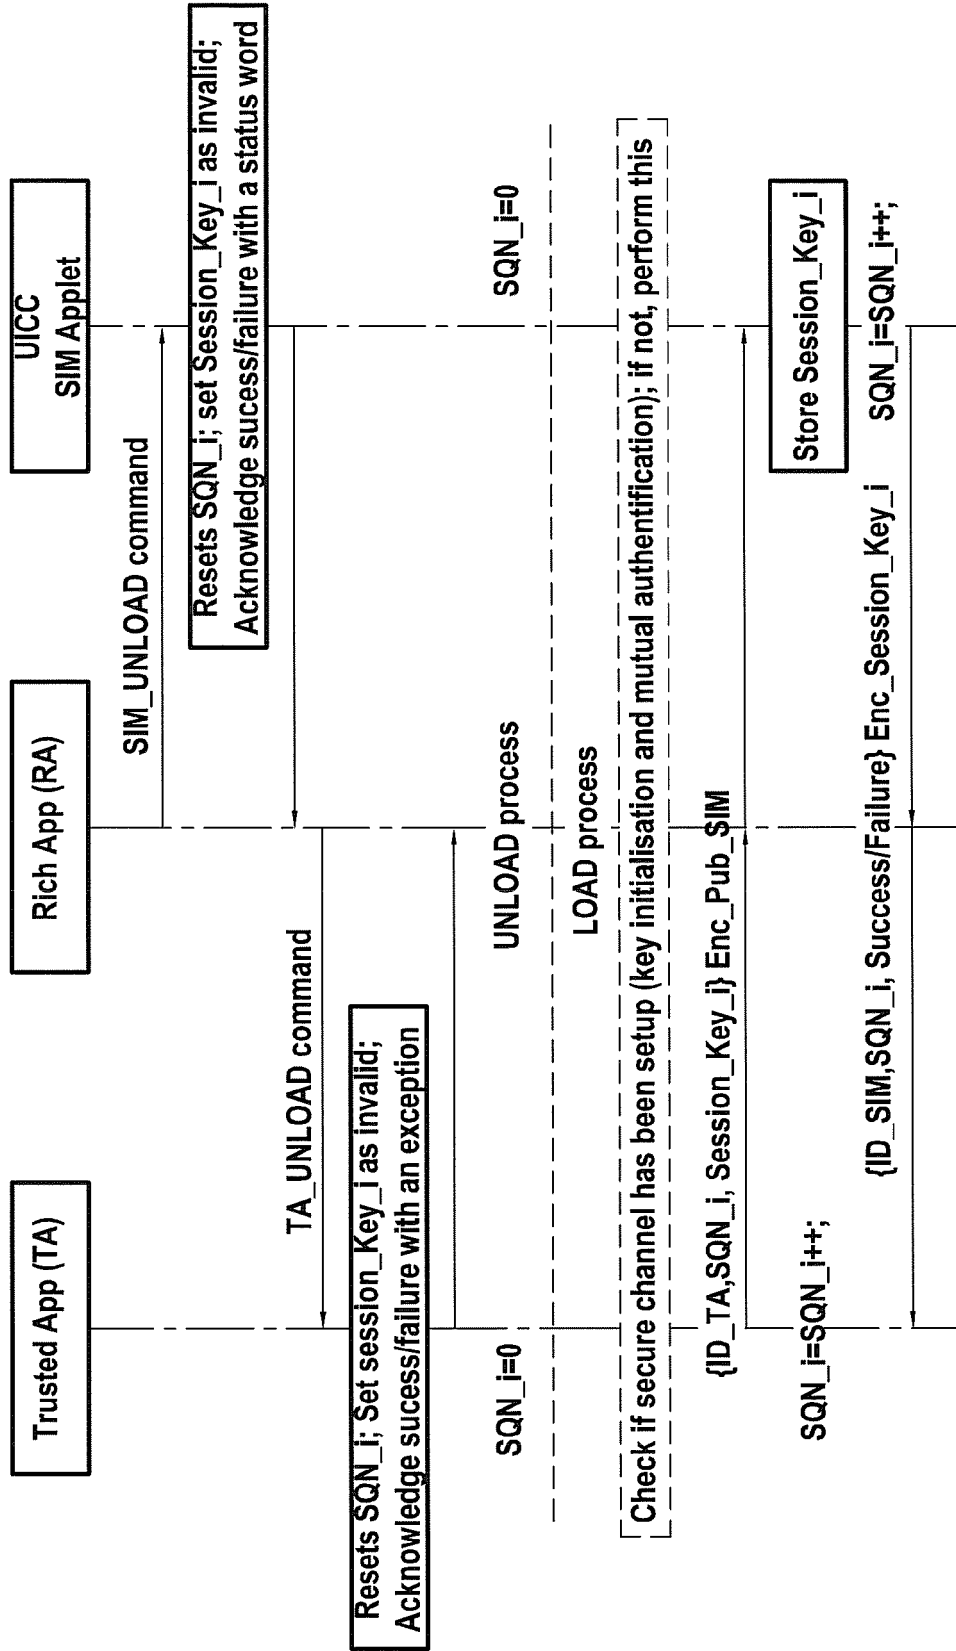 Trusted App (TA)
Rich App (RA)
UICC
SIM Applet
SIM_UNLOAD command
Resets SQN_i; set Session_Key_i as invalid;
Acknowledge sucess/failure with a status word
TA_UNLOAD command
Resets SQN_i; Set session_Key_i as invalid;
Acknowledge sucess/failure with an exception
SQN_i=0
UNLOAD process
SQN_i=0
LOAD process
Check if secure channel has been setup (key initialisation and mutual authentification); if not, perform this
{ID_TA,SQN_i, Session_Key_i} Enc_Pub_SIM
Store Session_Key_i
SQN_i=SQN_i++;
SQN_i=SQN_i++;
{ID_SIM,SQN_i, Success/Failure} Enc_Session_Key_i